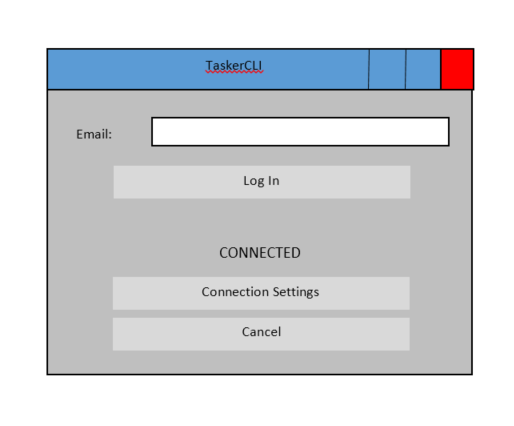 TaskerCLI
Email:
Log In
CONNECTED
Connection Settings
Cancel